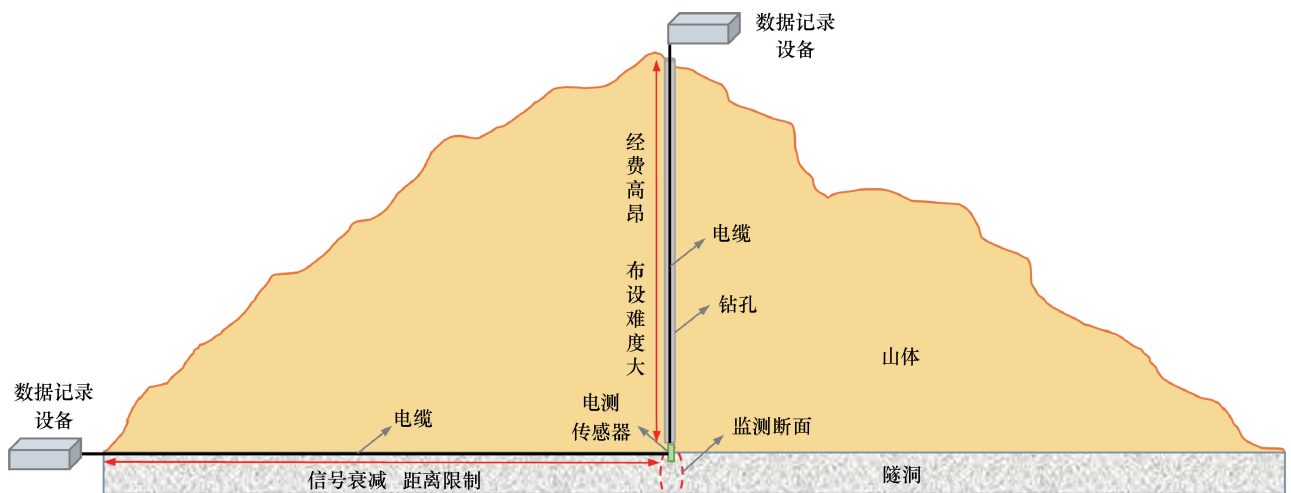 数据记录
设备
经费高昂 布设难度大
电缆
钻孔
山体
数据记录
设备
电缆
电测
传感器
监测断面
信号衰减 距离限制
隧洞